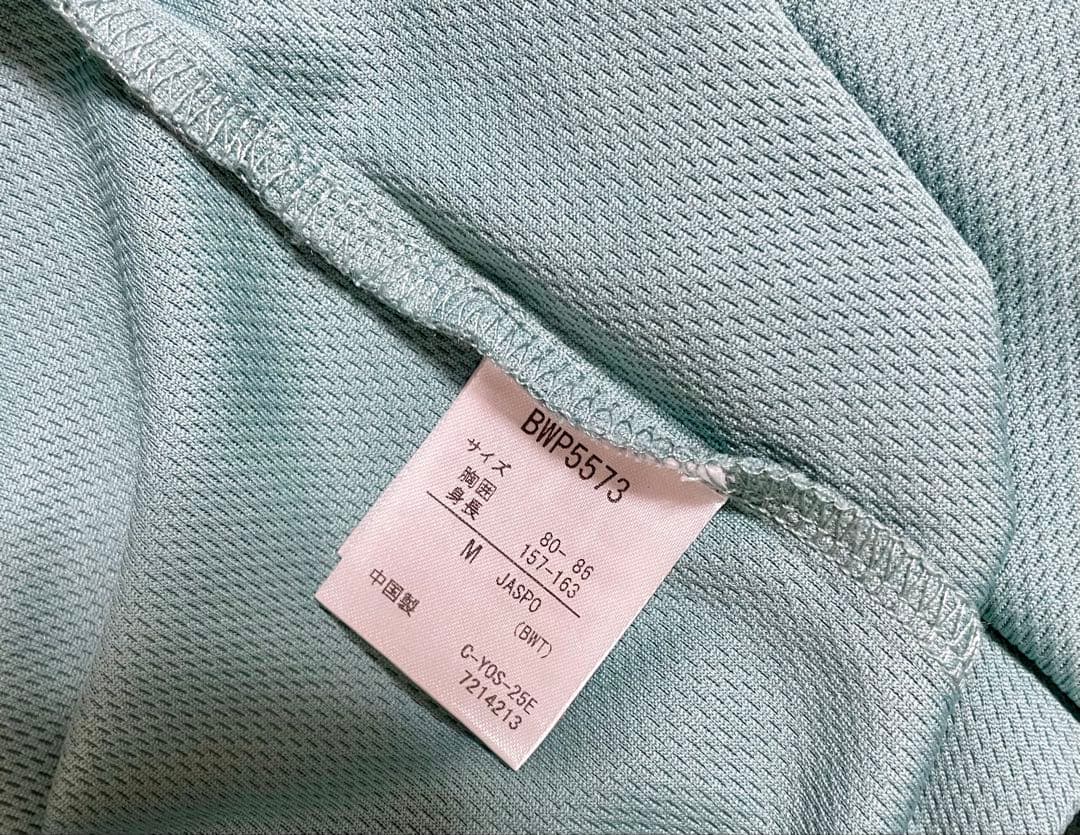 BWP5573
サイズ
胸囲 80- 86
身長 157-163
M JASPO
(BWT)
中国製
C-YOS-25E
7214213